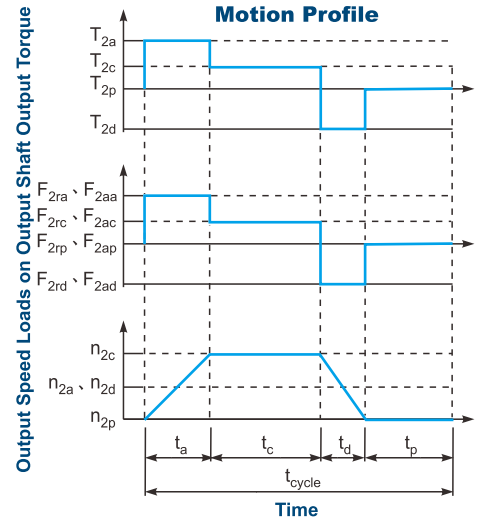 Motion Profile
Output Speed Loads on Output Shaft Output Torque
T2a
T2c
T2p
T2d
F2ra、F2aa
F2rc、F2ac
F2rp、F2ap
F2rd、F2ad
n2c
n2a、n2d
n2p
ta tc td tp
tcycle
Time